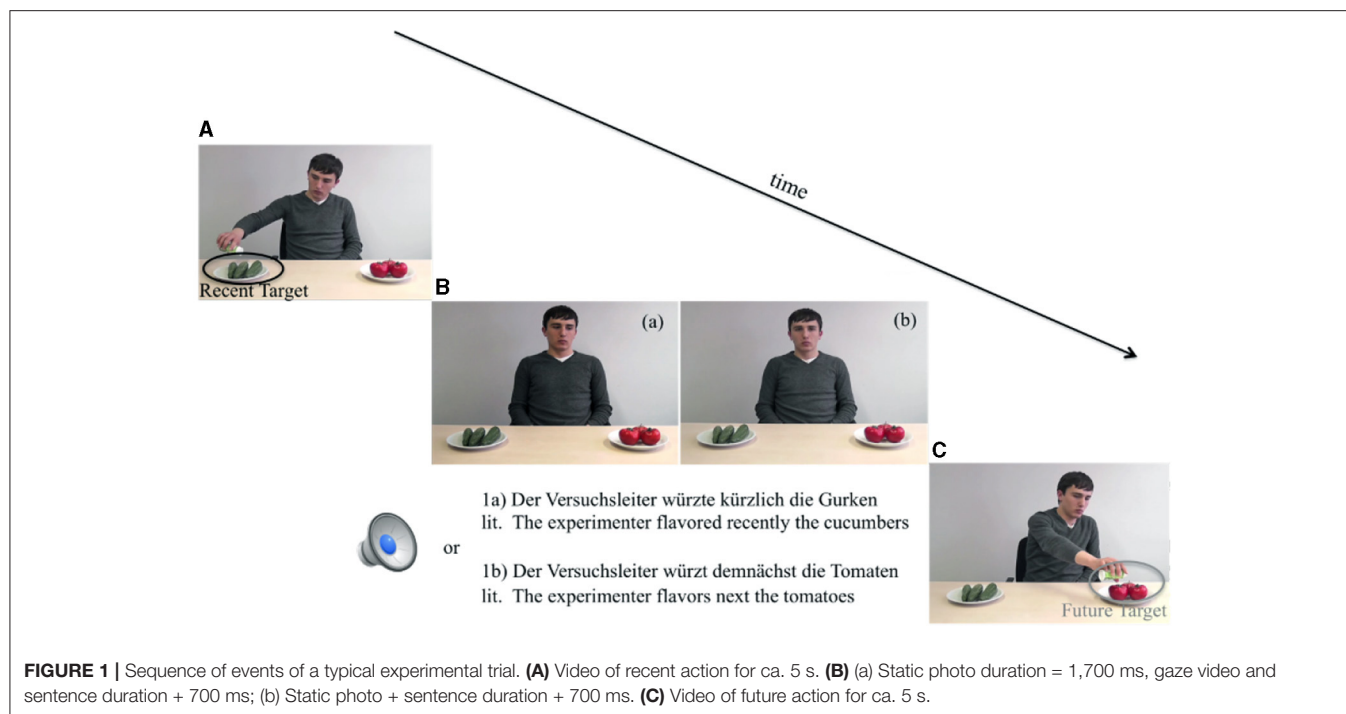 A
time
Recent Target
B
(a)
(b)
C
1a) Der Versuchsleiter würzte kürzlich die Gurken
lit. The experimenter flavored recently the cucumbers
or
1b) Der Versuchsleiter würzt demnächst die Tomaten
lit. The experimenter flavors next the tomatoes
Future Target
FIGURE 1 | Sequence of events of a typical experimental trial. (A) Video of recent action for ca. 5 s. (B) (a) Static photo duration = 1,700 ms, gaze video and
sentence duration + 700 ms; (b) Static photo + sentence duration + 700 ms. (C) Video of future action for ca. 5 s.